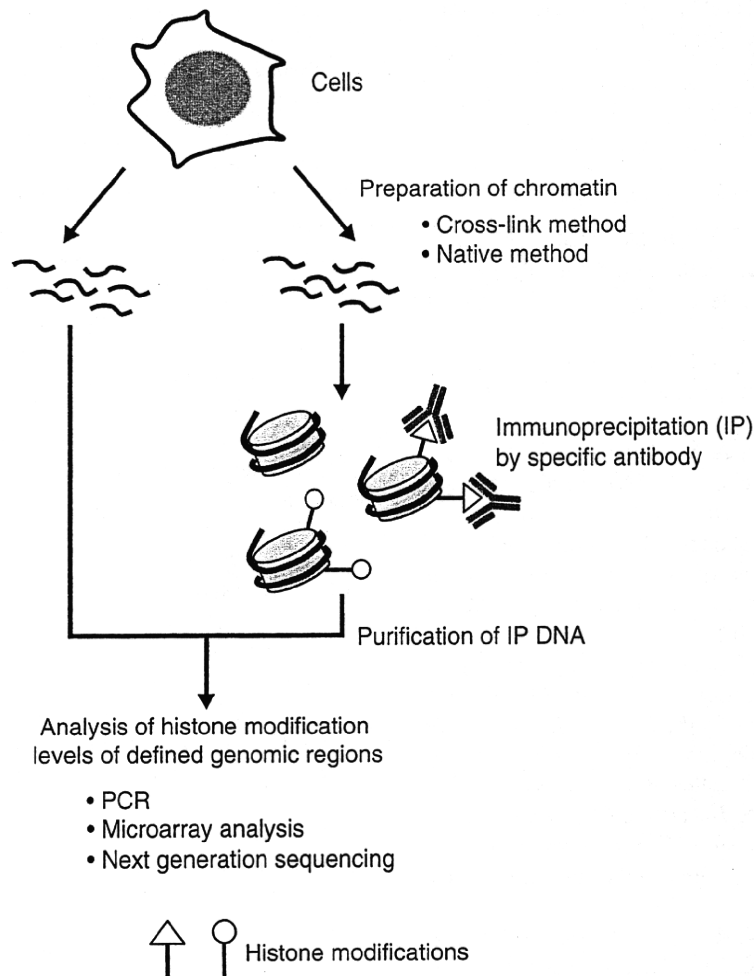 Cells
Preparation of chromatin
• Cross-link method
• Native method
Immunoprecipitation (IP)
by specific antibody
Purification of IP DNA
Analysis of histone modification
levels of defined genomic regions
• PCR
• Microarray analysis
• Next generation sequencing
Histone modifications